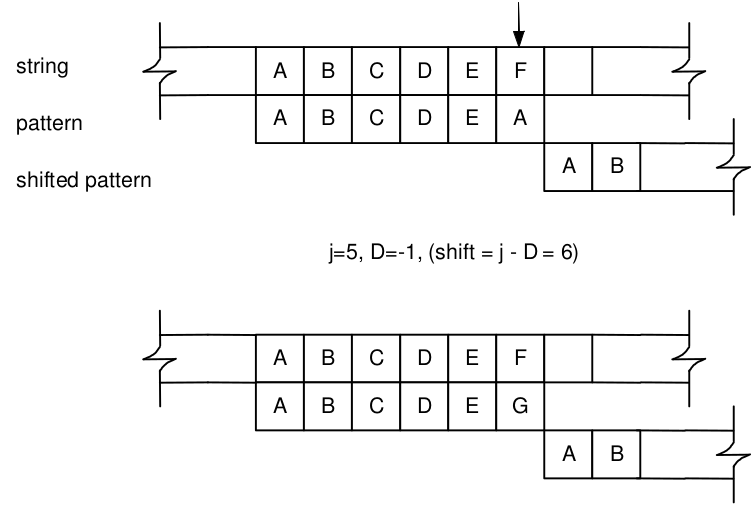 string A B C D E F
pattern A B C D E A
shifted pattern A B
j=5, D=-1, (shift = j - D = 6)
A B C D E F
A B C D E G
A B